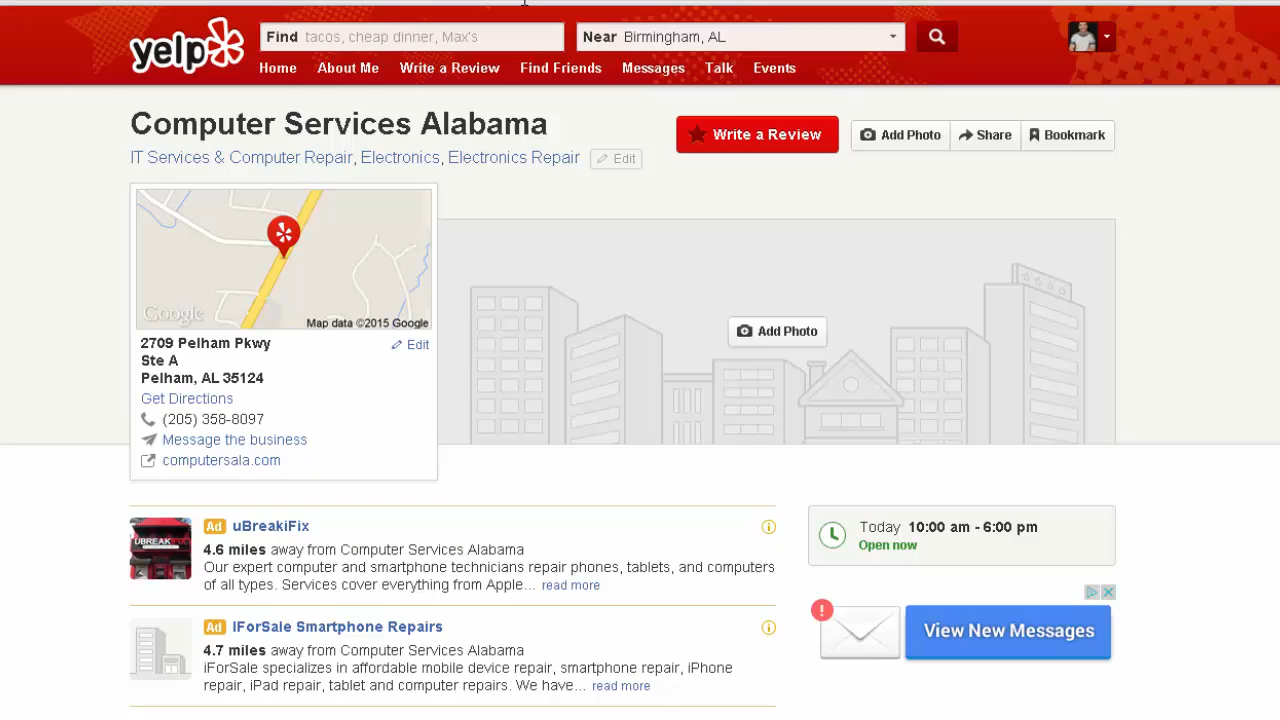 yelp
Find tacos, cheap dinner, Max's
Near Birmingham, AL
Home About Me Write a Review Find Friends Messages Talk Events
Computer Services Alabama
IT Services & Computer Repair, Electronics, Electronics Repair Edit
Write a Review Add Photo Share Bookmark
Google
Map data ©2015 Google
2709 Pelham Pkwy Edit
Ste A
Pelham, AL 35124
Get Directions
(205) 358-8097
Message the business
computersala.com
Add Photo
UBREAKIFIX
Ad uBreakiFix
4.6 miles away from Computer Services Alabama
Our expert computer and smartphone technicians repair phones, tablets, and computers
of all types. Services cover everything from Apple... read more
Ad IForSale Smartphone Repairs
4.7 miles away from Computer Services Alabama
iForSale specializes in affordable mobile device repair, smartphone repair, iPhone
repair, iPad repair, tablet and computer repairs. We have... read more
Today 10:00 am - 6:00 pm
Open now
!
View New Messages